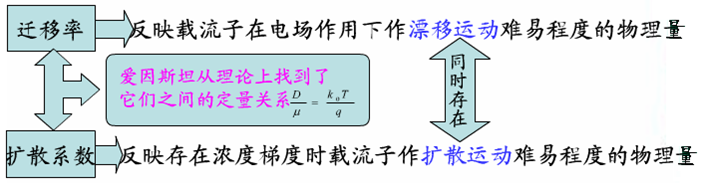 迁移率 反映载流子在电场作用下作漂移运动难易程度的物理量
爱因斯坦从理论上找到了
它们之间的定量关系 D/μ = k₀T/q
同时存在
扩散系数 反映存在浓度梯度时载流子作扩散运动难易程度的物理量